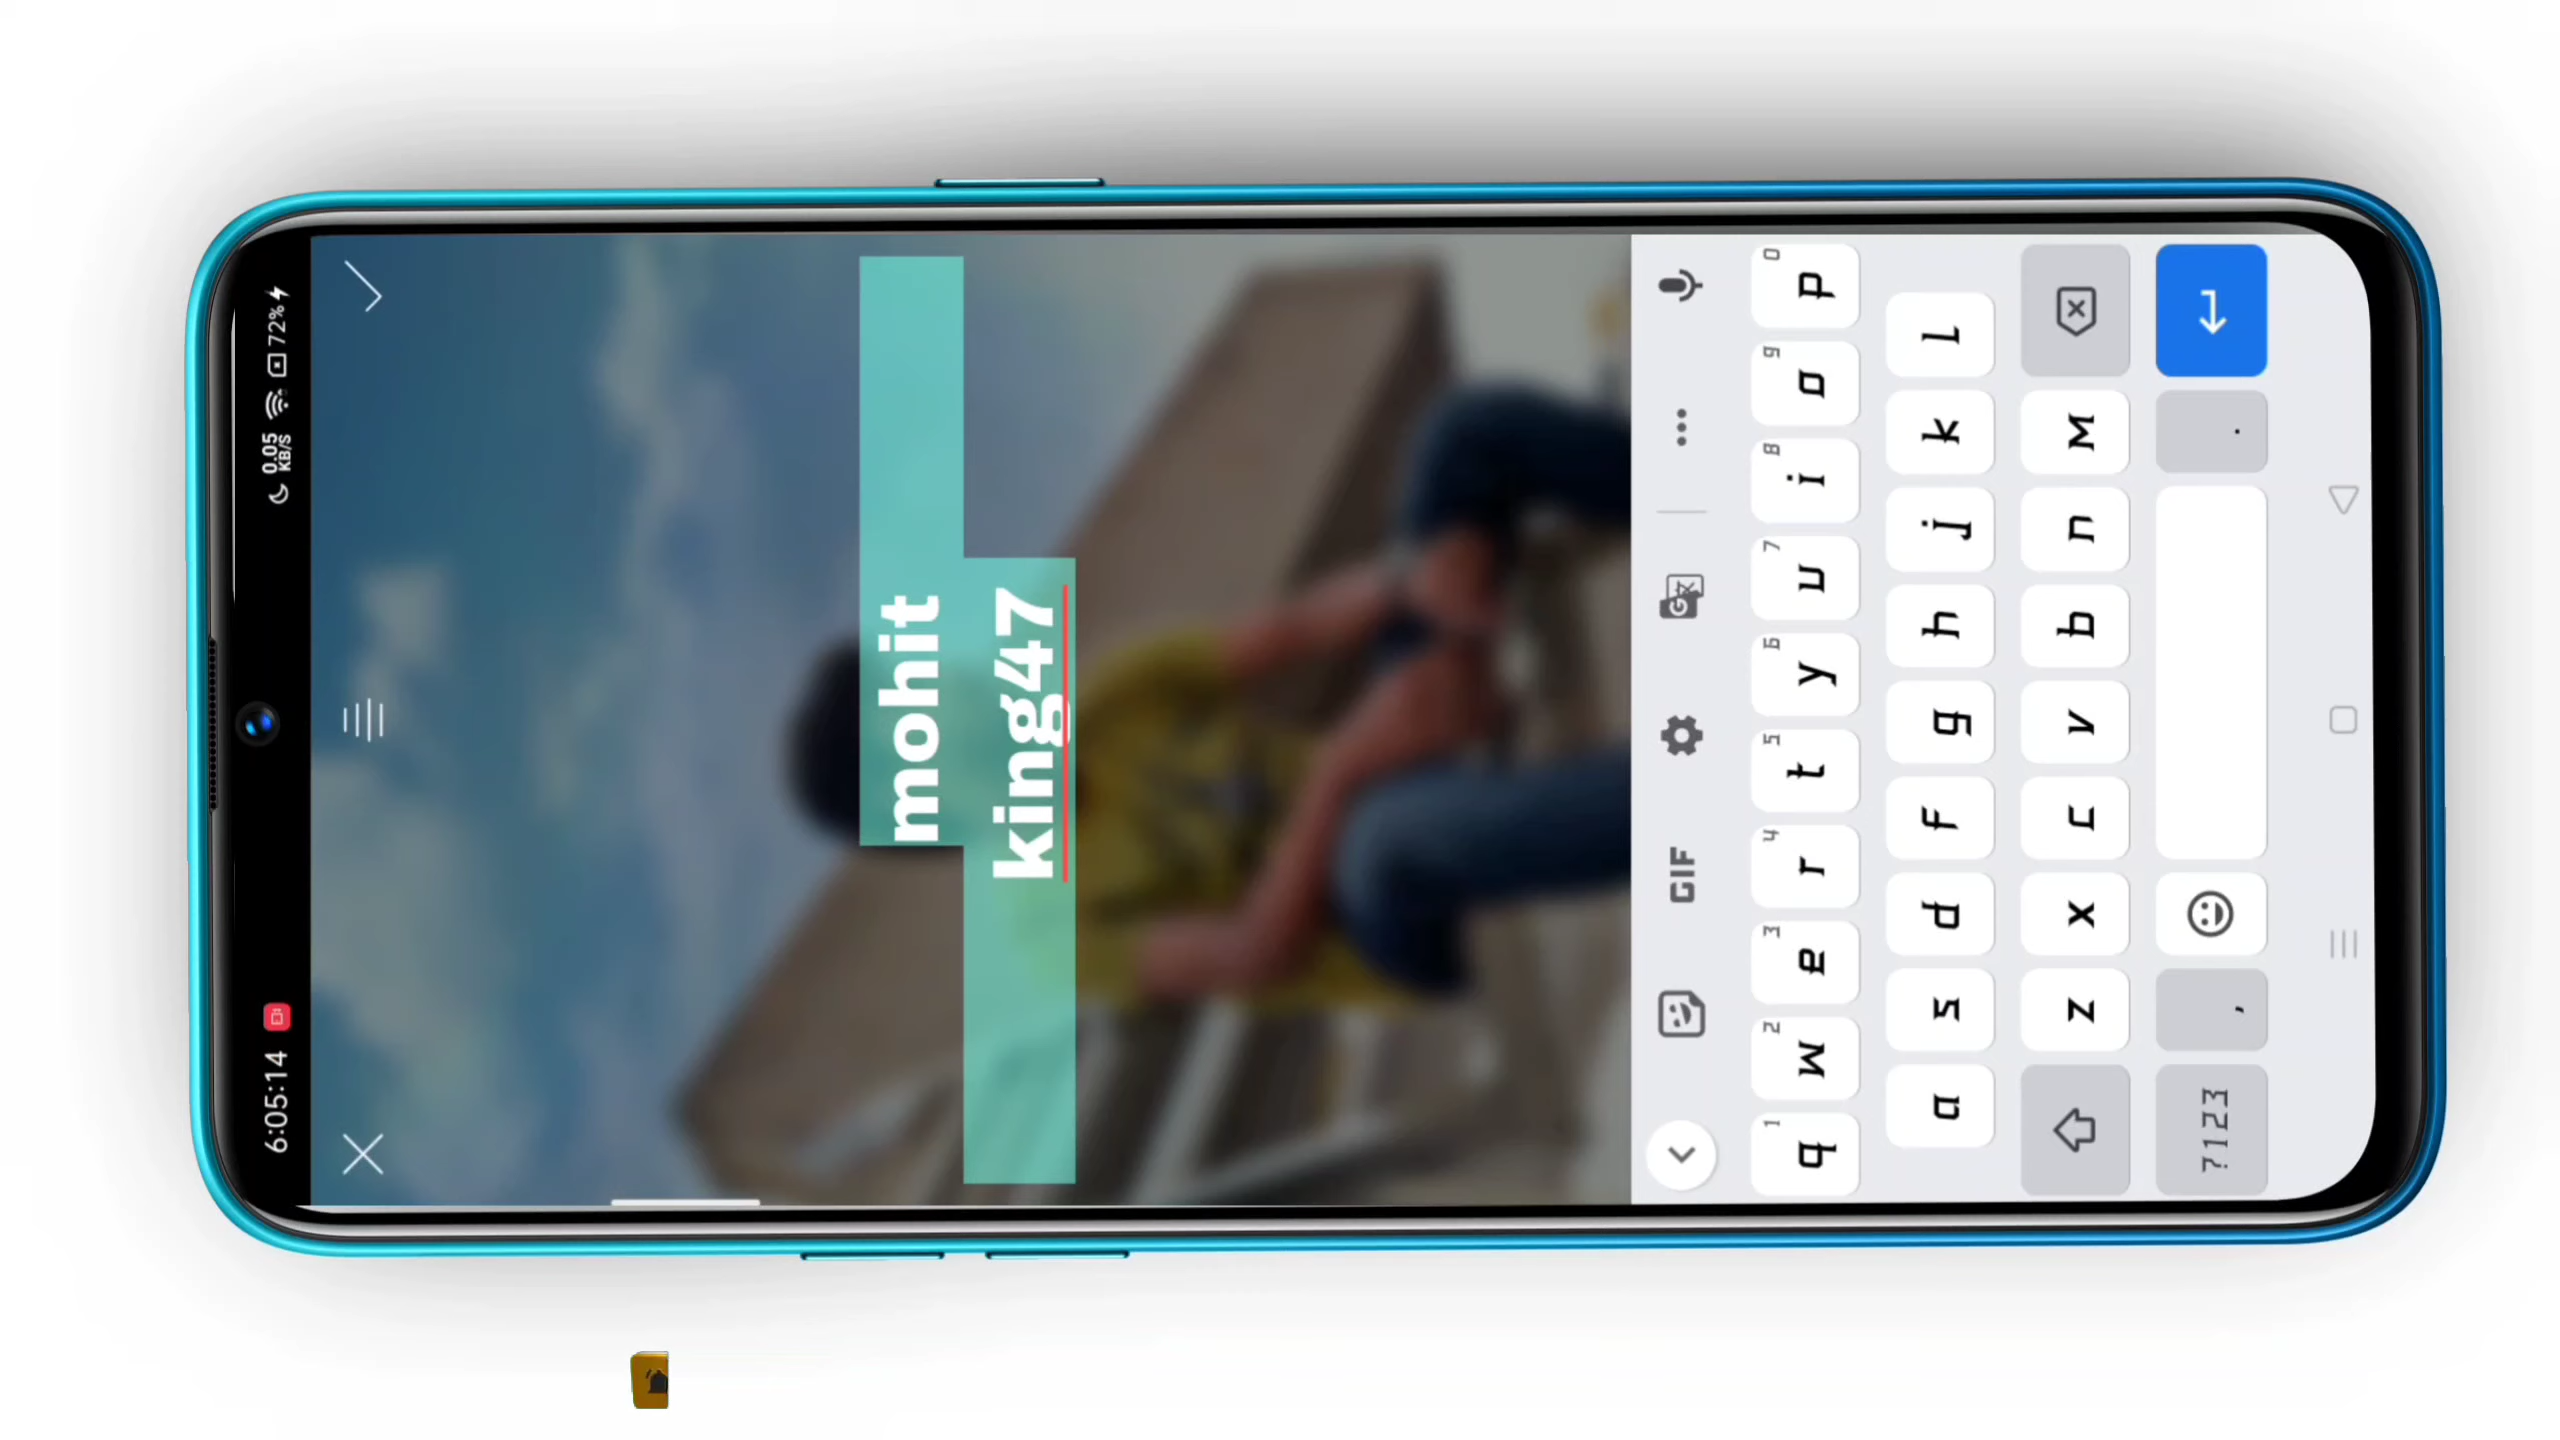 6:05:14
0.05
KB/S
72%
mohit
king47
GIF
q 1 w 2 e 3 r 4 t 5 y 6 u 7 i 8 o 9 p 0
a s d f g h j k l
z x c v b n m
?123 , .